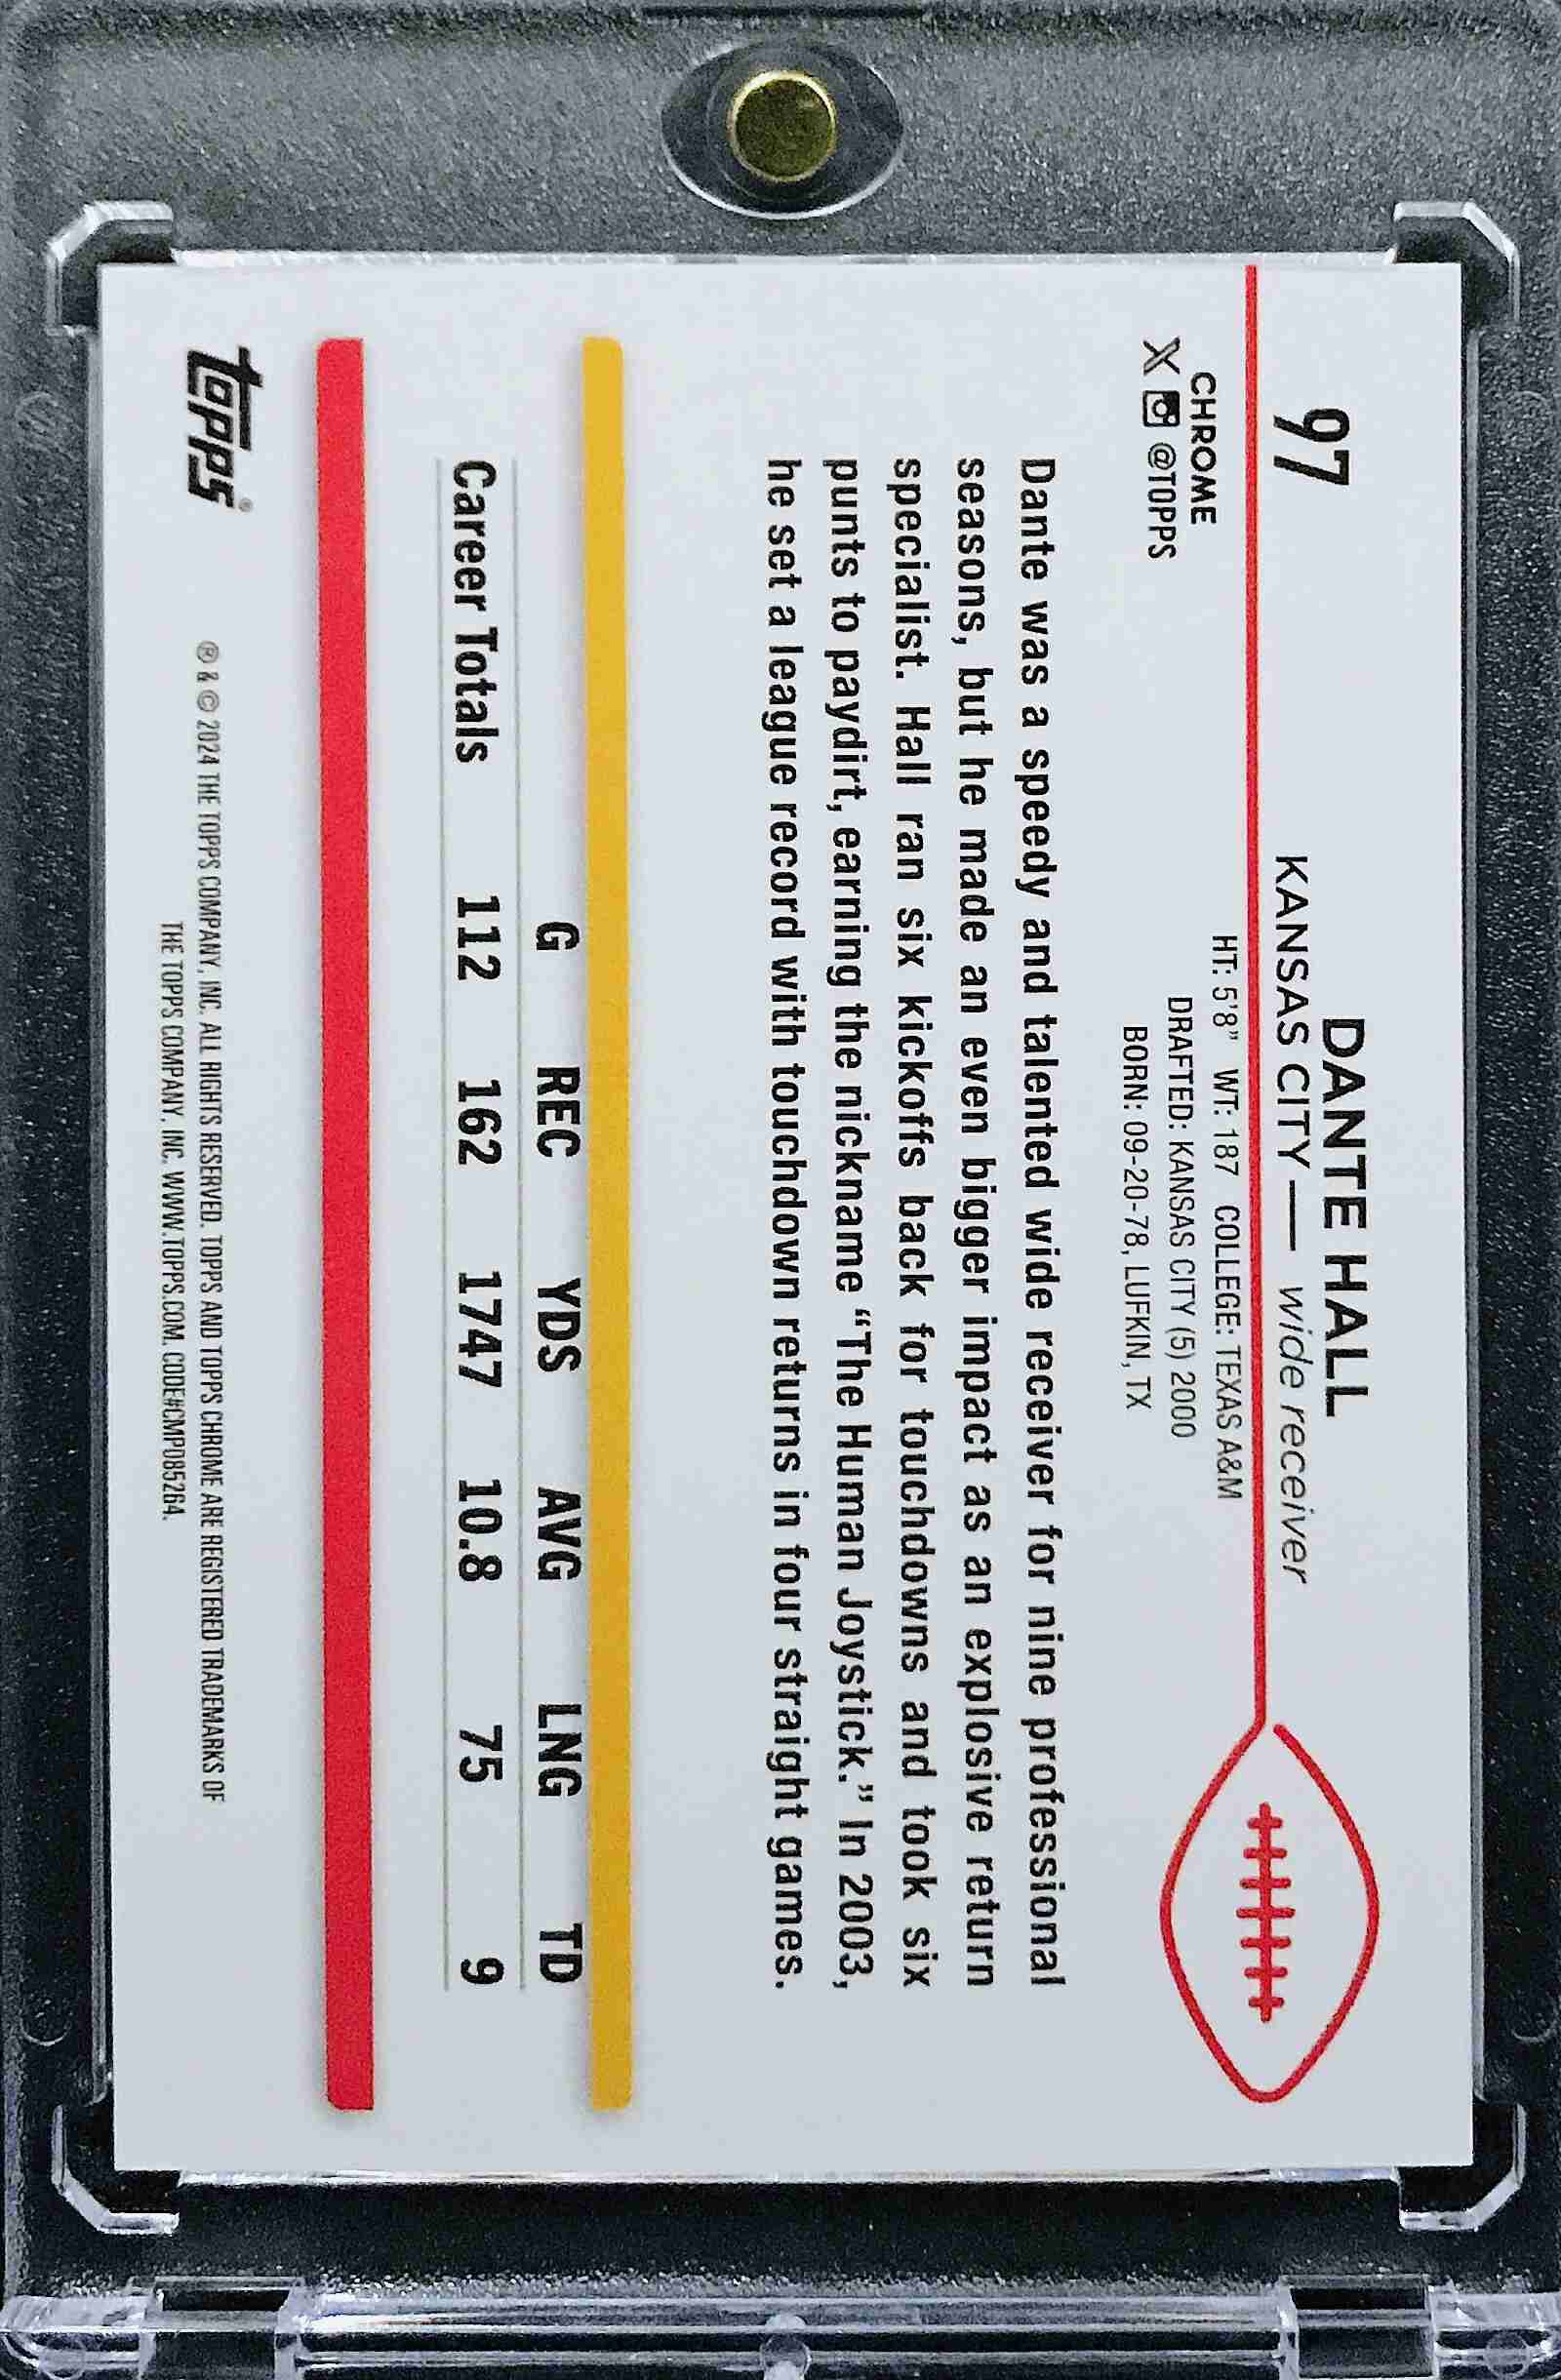 97
DANTE HALL
KANSAS CITY — wide receiver
CHROME
X @TOPPS
HT: 5'8" WT: 187 COLLEGE: TEXAS A&M
DRAFTED: KANSAS CITY (5) 2000
BORN: 09-20-78, LUFKIN, TX
Dante was a speedy and talented wide receiver for nine professional
seasons, but he made an even bigger impact as an explosive return
specialist. Hall ran six kickoffs back for touchdowns and took six
punts to paydirt, earning the nickname “The Human Joystick.” In 2003,
he set a league record with touchdown returns in four straight games.
G REC YDS AVG LNG TD
Career Totals 112 162 1747 10.8 75 9
topps®
® & © 2024 THE TOPPS COMPANY, INC. ALL RIGHTS RESERVED. TOPPS AND TOPPS CHROME ARE REGISTERED TRADEMARKS OF
THE TOPPS COMPANY, INC. WWW.TOPPS.COM. CODE#CMP085264.